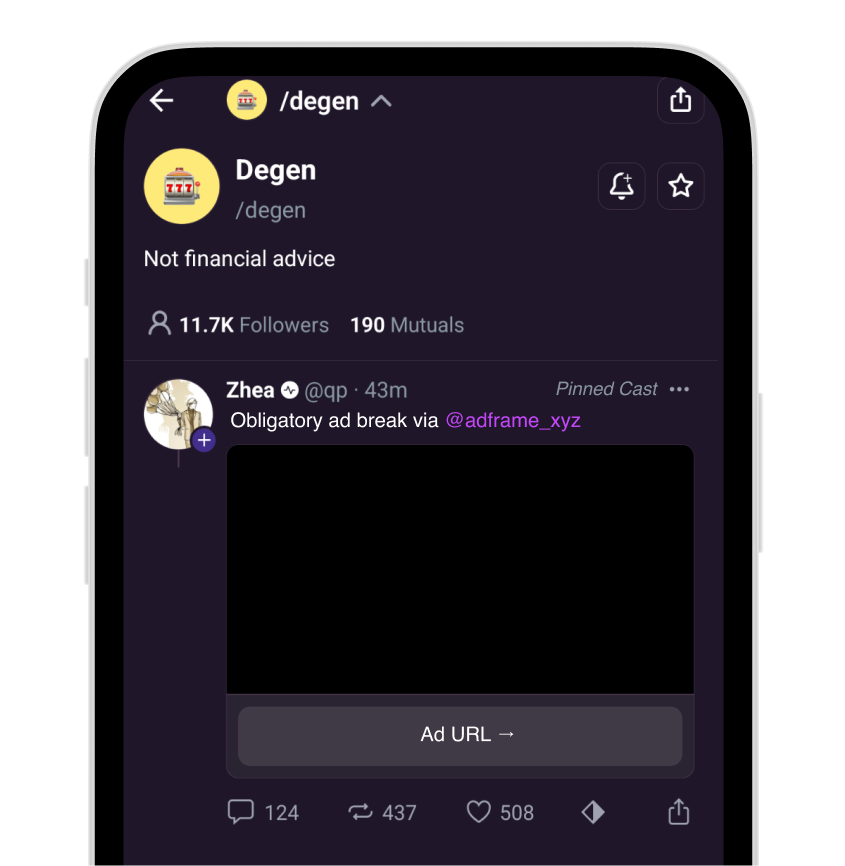 /degen
Degen
/degen
Not financial advice
11.7K Followers 190 Mutuals
Zhea @qp · 43m Pinned Cast
Obligatory ad break via @adframe_xyz
Ad URL →
124 437 508
777